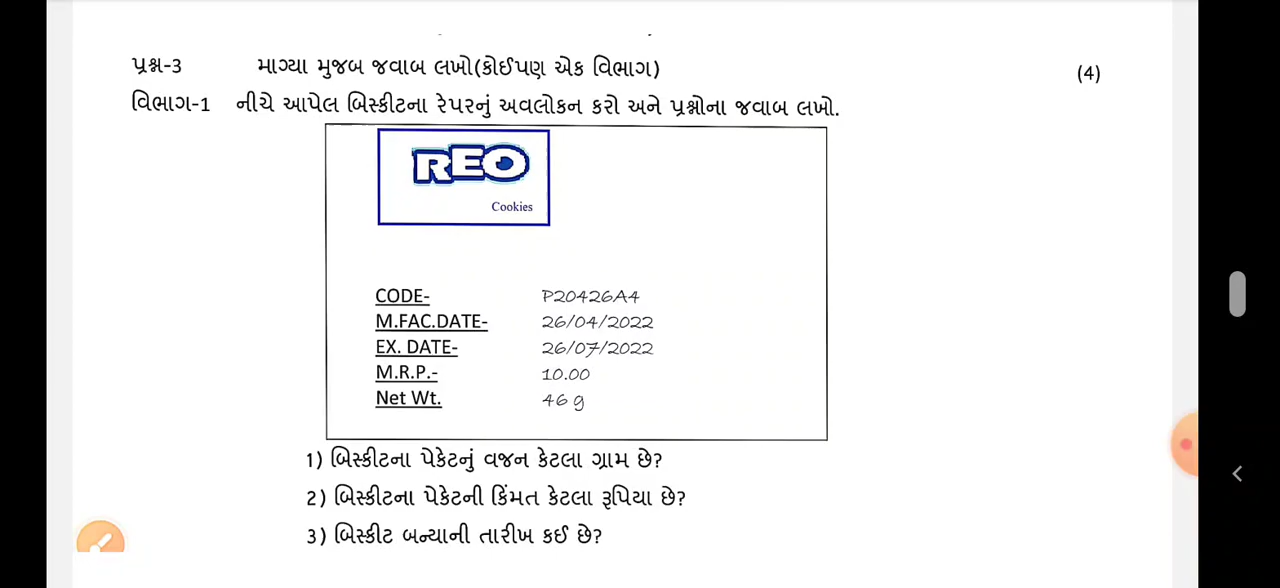 પ્રશ્ન-3 માગ્યા મુજબ જવાબ લખો(કોઈપણ એક વિભાગ) (4)
વિભાગ-1 નીચે આપેલ બિસ્કીટના રેપરનું અવલોકન કરો અને પ્રશ્નોના જવાબ લખો.
REO
Cookies
CODE- P20426A4
M.FAC.DATE- 26/04/2022
EX. DATE- 26/07/2022
M.R.P.- 10.00
Net Wt. 46 g
1) બિસ્કીટના પેકેટનું વજન કેટલા ગ્રામ છે?
2) બિસ્કીટના પેકેટની કિંમત કેટલા રૂપિયા છે?
3) બિસ્કીટ બન્યાની તારીખ કઈ છે?